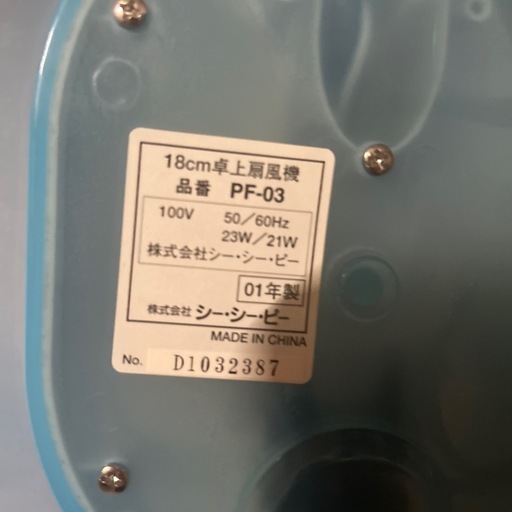 18cm卓上扇風機
品番 PF-03
100V 50/60Hz
23W/21W
株式会社シー・シー・ピー
01年製
株式会社 シー・シー・ピー
MADE IN CHINA
No. D1032387